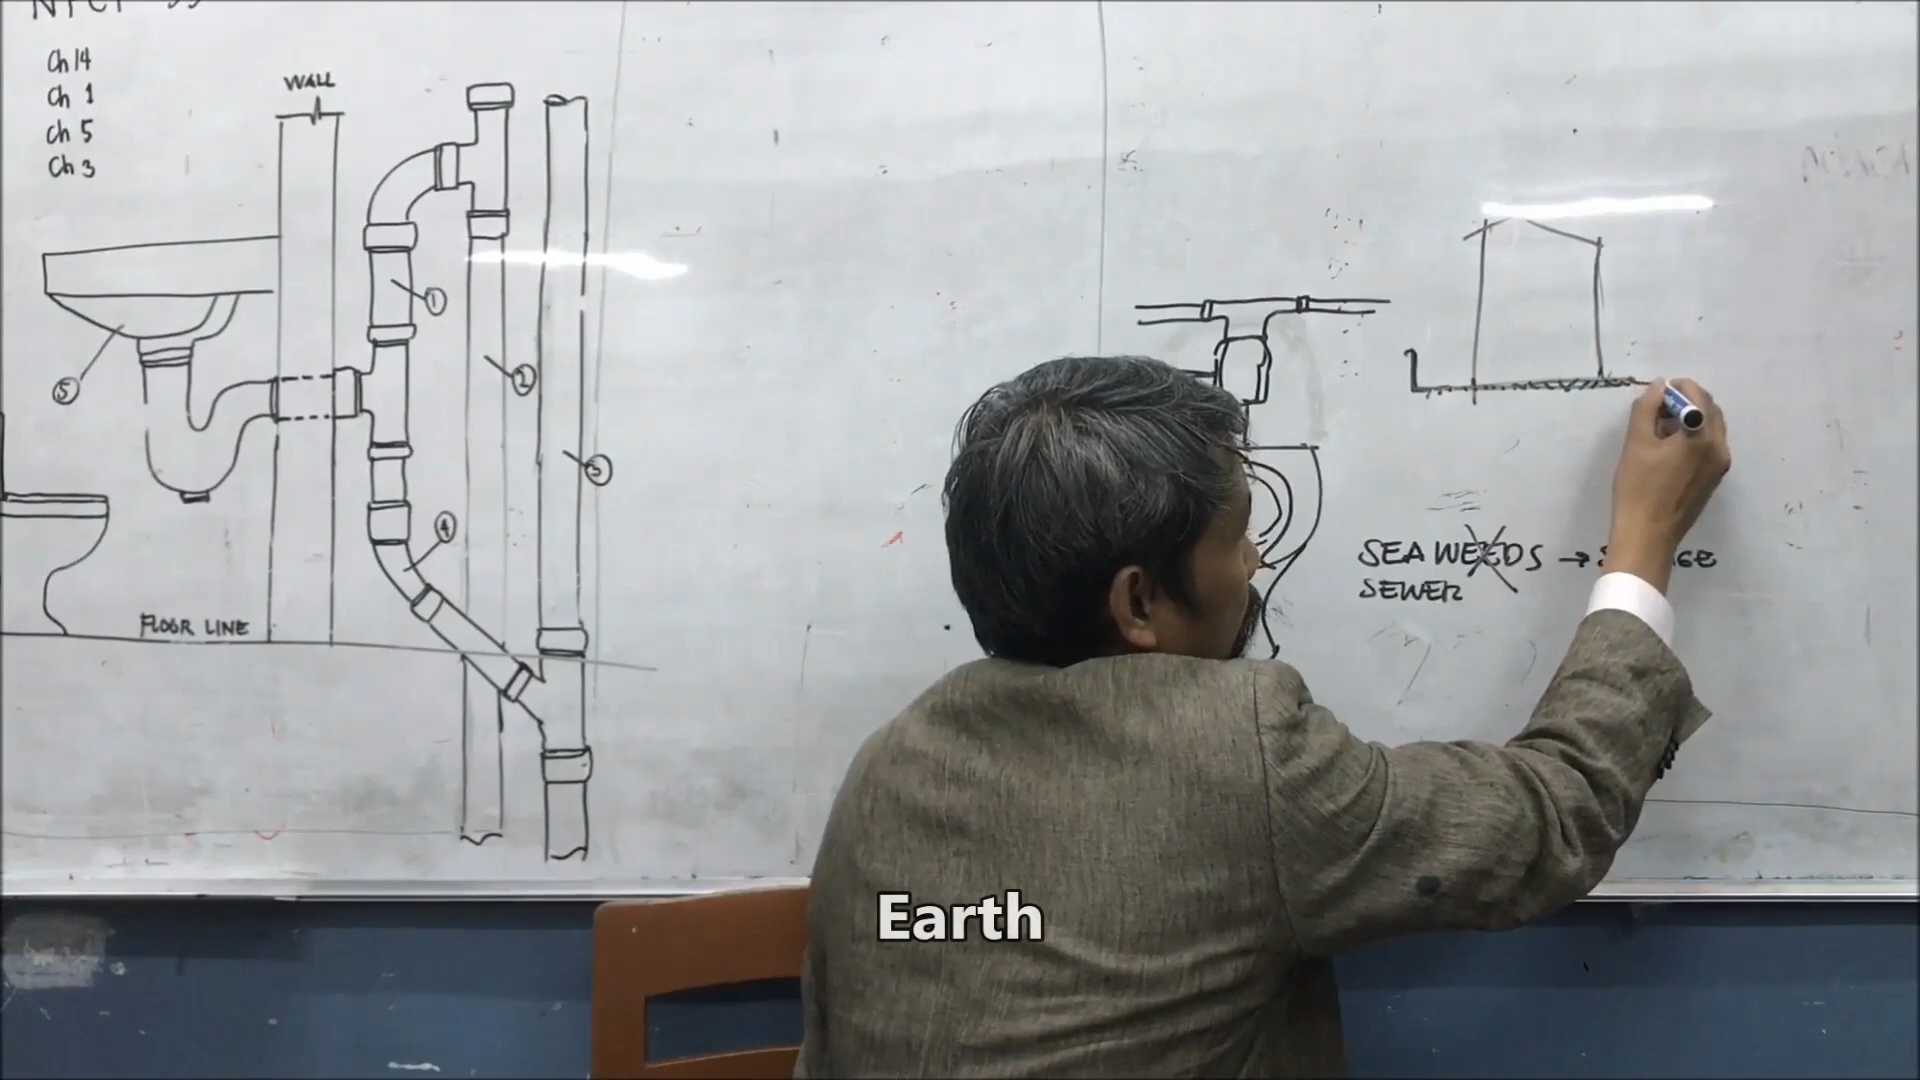 Ch 14
Ch 1
Ch 5
Ch 3
WALL
1
2
3
4
5
FLOOR LINE
SEA WEEDS →
SEWER
Earth